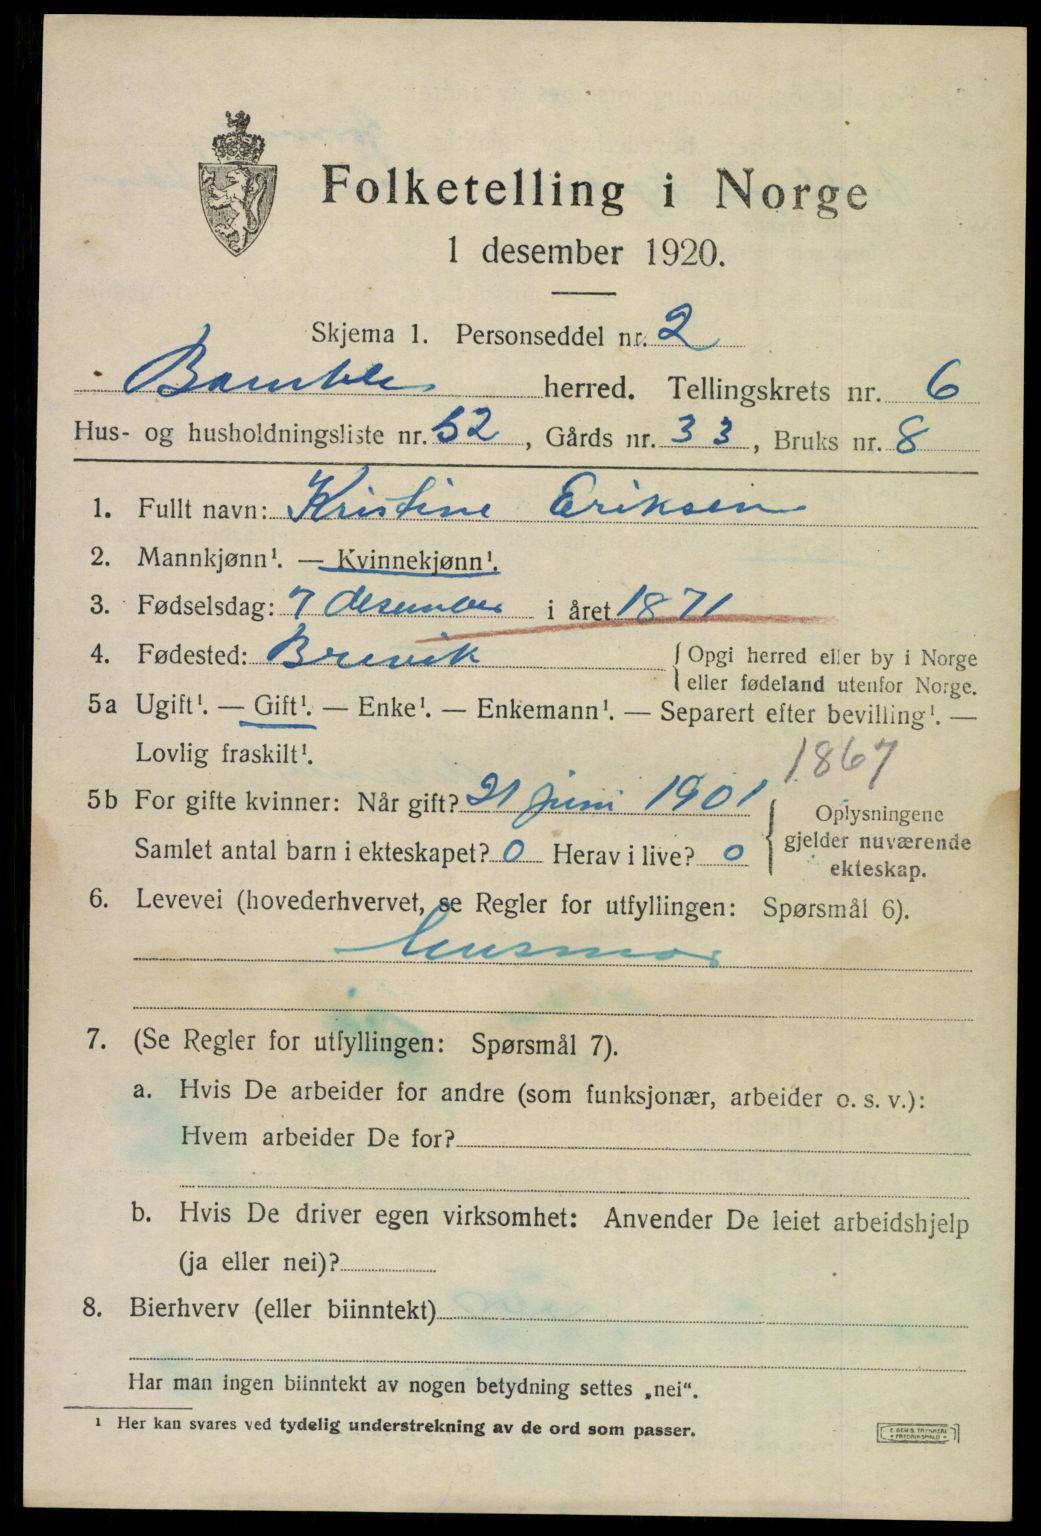 Folketelling i Norge
1 desember 1920.
Skjema 1. Personseddel nr. 2
Bamble herred. Tellingskrets nr. 6
Hus- og husholdningsliste nr. 52, Gårds nr. 33, Bruks nr. 8
1. Fullt navn: Kristine Eriksen
2. Mannkjønn¹. — Kvinnekjønn¹.
3. Fødselsdag: 7 desember i året 1871
4. Fødested: Brevik { Opgi herred eller by i Norge
eller fødeland utenfor Norge.
5a Ugift¹. — Gift¹. — Enke¹. — Enkemann¹. — Separert efter bevilling¹. —
Lovlig fraskilt¹.
1867
5b For gifte kvinner: Når gift? 21 juni 1901
Samlet antal barn i ekteskapet? 0 Herav i live? 0
{ Oplysningene
gjelder nuværende
ekteskap.
6. Levevei (hovederhvervet, se Regler for utfyllingen: Spørsmål 6).
Husmor
7. (Se Regler for utfyllingen: Spørsmål 7).
a. Hvis De arbeider for andre (som funksjonær, arbeider o. s. v.):
Hvem arbeider De for?
b. Hvis De driver egen virksomhet: Anvender De leiet arbeidshjelp
(ja eller nei)?
8. Bierhverv (eller biinntekt)
Har man ingen biinntekt av nogen betydning settes „nei“.
¹ Her kan svares ved tydelig understrekning av de ord som passer.
FREDRIKSHALD